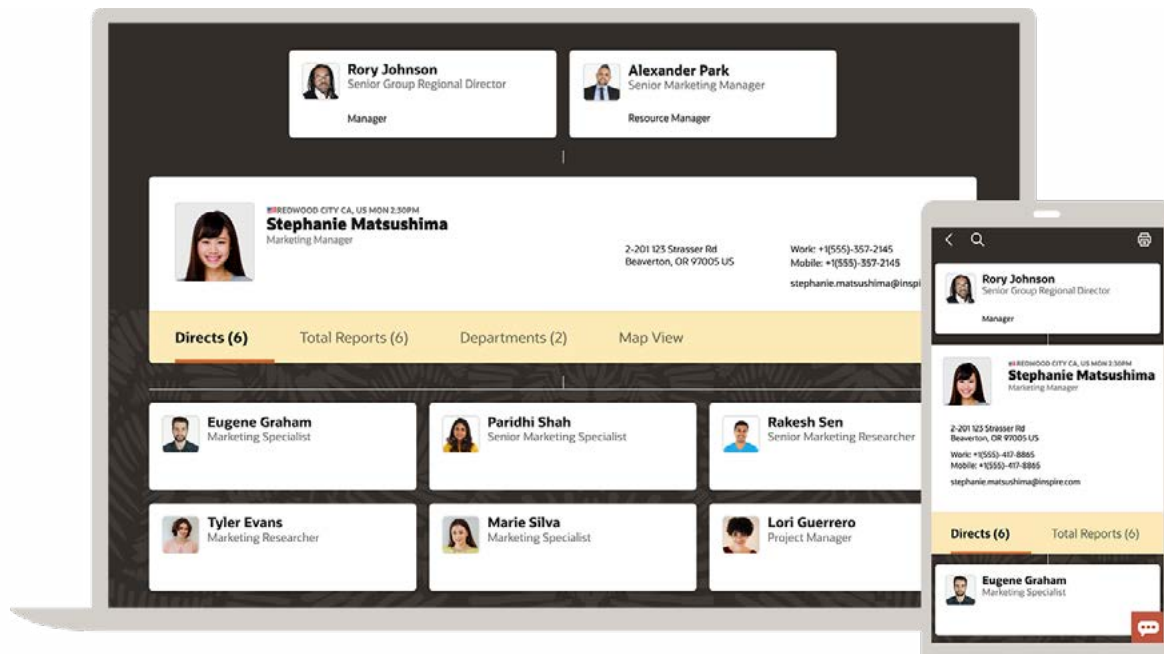 Rory Johnson
Senior Group Regional Director
Manager
Alexander Park
Senior Marketing Manager
Resource Manager
REDWOOD CITY CA, US MON 2:30PM
Stephanie Matsushima
Marketing Manager
2-201 123 Strasser Rd
Beaverton, OR 97005 US
Work: +1(555)-357-2145
Mobile: +1(555)-357-2145
stephanie.matsushima@inspi
Directs (6) Total Reports (6) Departments (2) Map View
Eugene Graham
Marketing Specialist
Paridhi Shah
Senior Marketing Specialist
Rakesh Sen
Senior Marketing Researcher
Tyler Evans
Marketing Researcher
Marie Silva
Marketing Specialist
Lori Guerrero
Project Manager
Rory Johnson
Senior Group Regional Director
Manager
REDWOOD CITY CA, US MON 2:30PM
Stephanie Matsushima
Marketing Manager
2-201 123 Strasser Rd
Beaverton, OR 97005 US
Work: +1(555)-417-8865
Mobile: +1(555)-417-8865
stephanie.matsushima@inspire.com
Directs (6) Total Reports (6)
Eugene Graham
Marketing Specialist